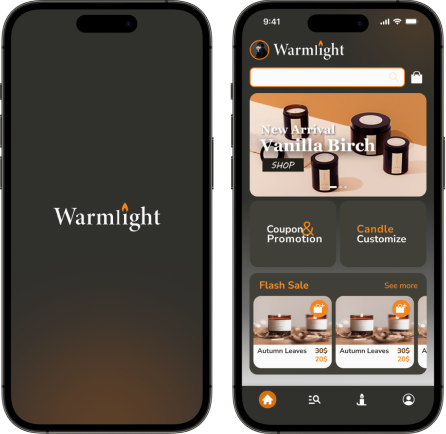 Warmlight
9:41
Warmlight
New Arrival
Vanilla Birch
SHOP
Coupon &
Promotion
Candle
Customize
Flash Sale
See more
Autumn Leaves
30$
20$
Autumn Leaves
30$
20$
A